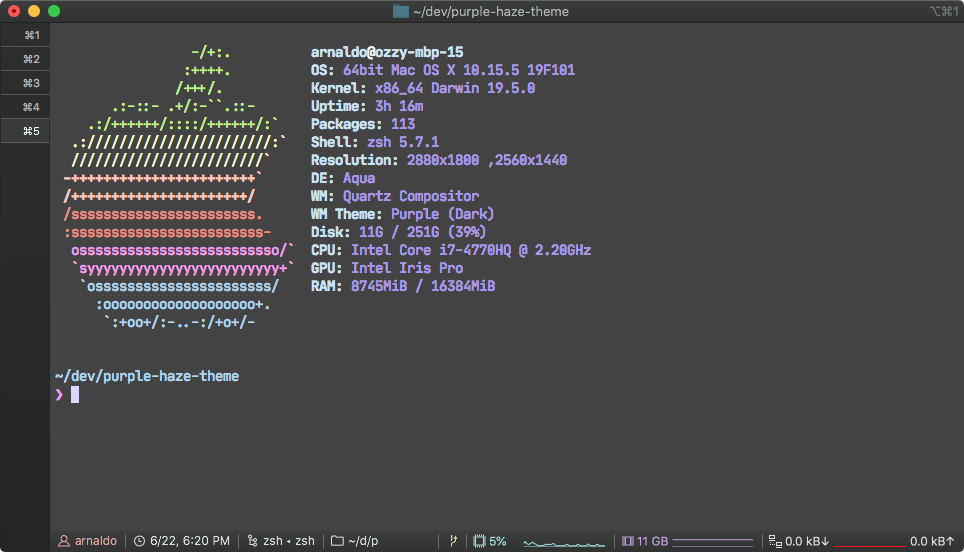 ~/dev/purple-haze-theme
⌥⌘1
⌘1
⌘2
⌘3
⌘4
⌘5
arnaldo@ozzy-mbp-15
OS: 64bit Mac OS X 10.15.5 19F101
Kernel: x86_64 Darwin 19.5.0
Uptime: 3h 16m
Packages: 113
Shell: zsh 5.7.1
Resolution: 2880x1800 ,2560x1440
DE: Aqua
WM: Quartz Compositor
WM Theme: Purple (Dark)
Disk: 11G / 251G (39%)
CPU: Intel Core i7-4770HQ @ 2.20GHz
GPU: Intel Iris Pro
RAM: 8745MiB / 16384MiB
-/+:.
:++++.
/+++/.
.:-::- .+/:-``.::-
.:/++++++/::::/++++++/:`
.:///////////////////////:`
////////////////////////`
-+++++++++++++++++++++++`
/++++++++++++++++++++++/
/sssssssssssssssssssssss.
:ssssssssssssssssssssssss-
osssssssssssssssssssssssso/`
`syyyyyyyyyyyyyyyyyyyyyyyy+`
`ossssssssssssssssssssss/
:ooooooooooooooooooo+.
`:+oo+/:-..-:/+o+/-
~/dev/purple-haze-theme
❯
arnaldo
6/22, 6:20 PM
zsh • zsh
~/d/p
5%
11 GB
0.0 kB↓
0.0 kB↑